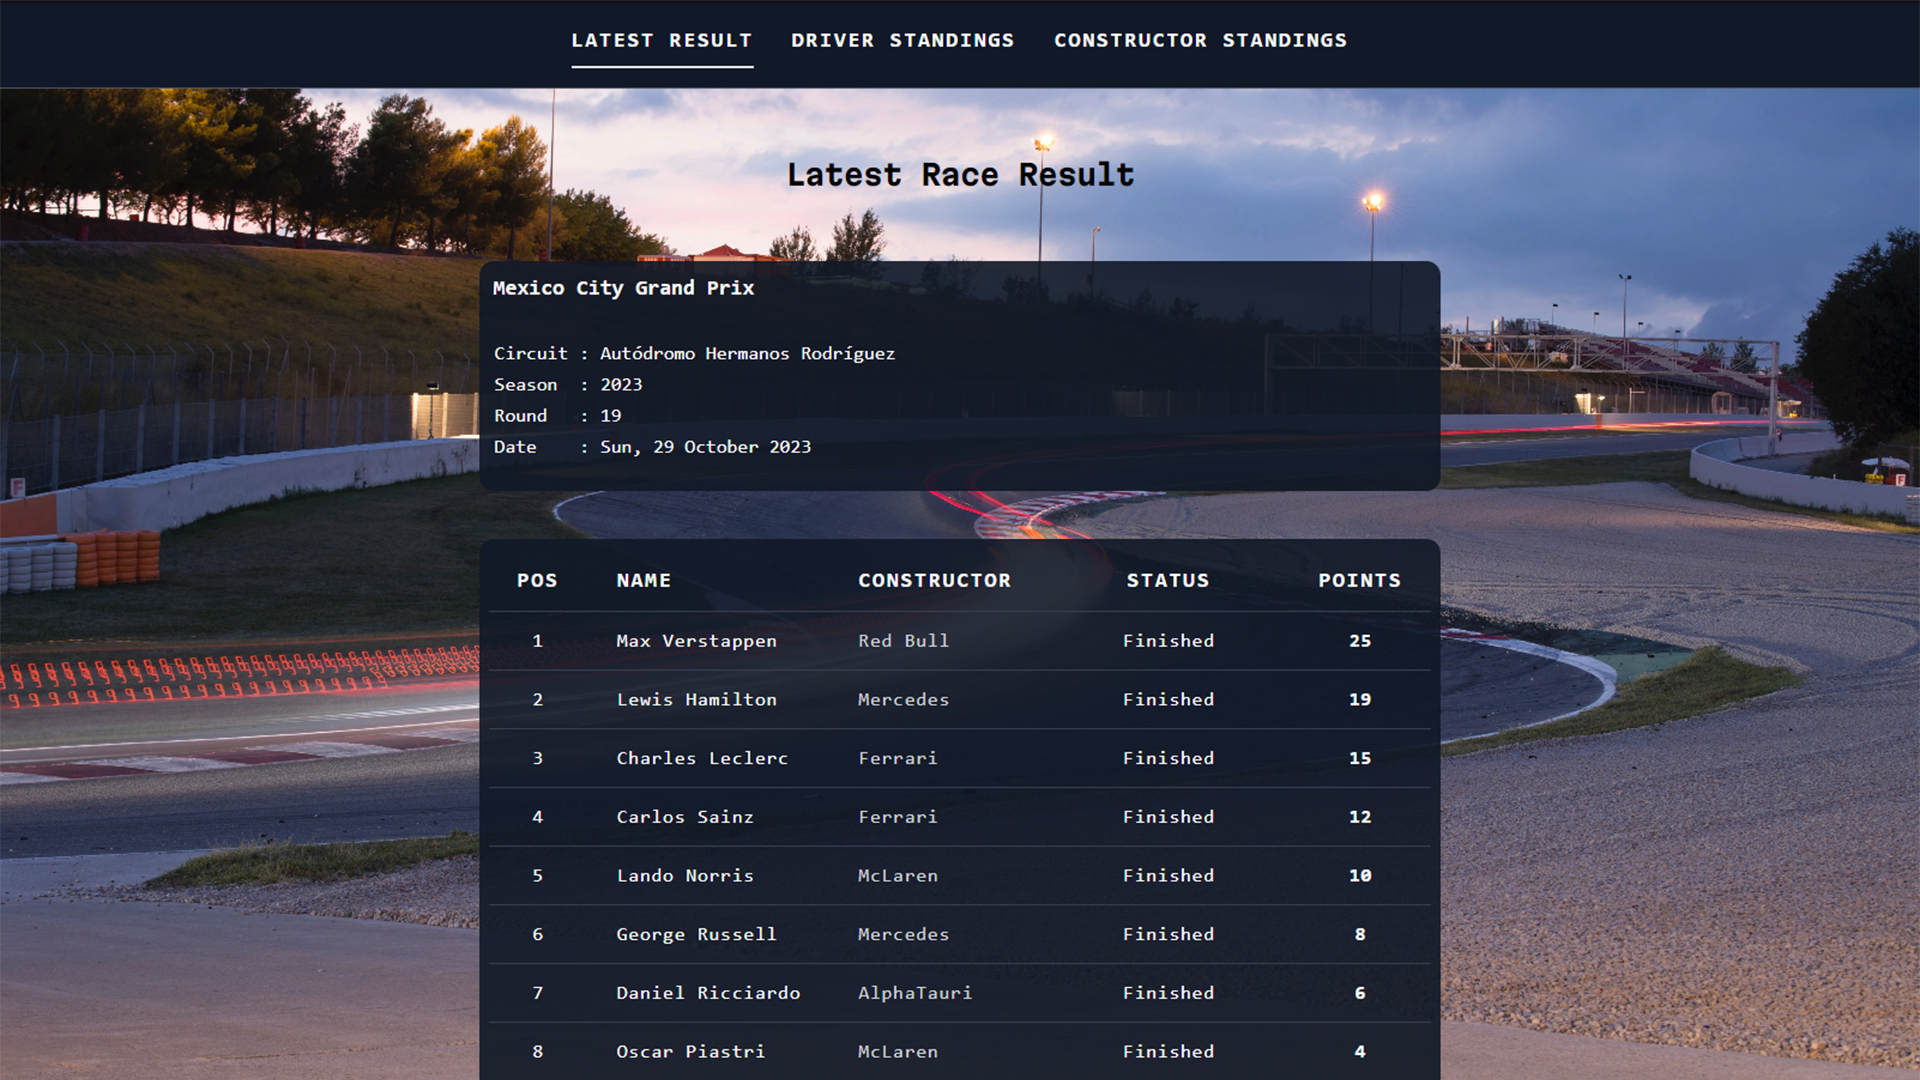 LATEST RESULT DRIVER STANDINGS CONSTRUCTOR STANDINGS
Latest Race Result
Mexico City Grand Prix
Circuit : Autódromo Hermanos Rodríguez
Season : 2023
Round : 19
Date : Sun, 29 October 2023
POS NAME CONSTRUCTOR STATUS POINTS
1 Max Verstappen Red Bull Finished 25
2 Lewis Hamilton Mercedes Finished 19
3 Charles Leclerc Ferrari Finished 15
4 Carlos Sainz Ferrari Finished 12
5 Lando Norris McLaren Finished 10
6 George Russell Mercedes Finished 8
7 Daniel Ricciardo AlphaTauri Finished 6
8 Oscar Piastri McLaren Finished 4
F
F